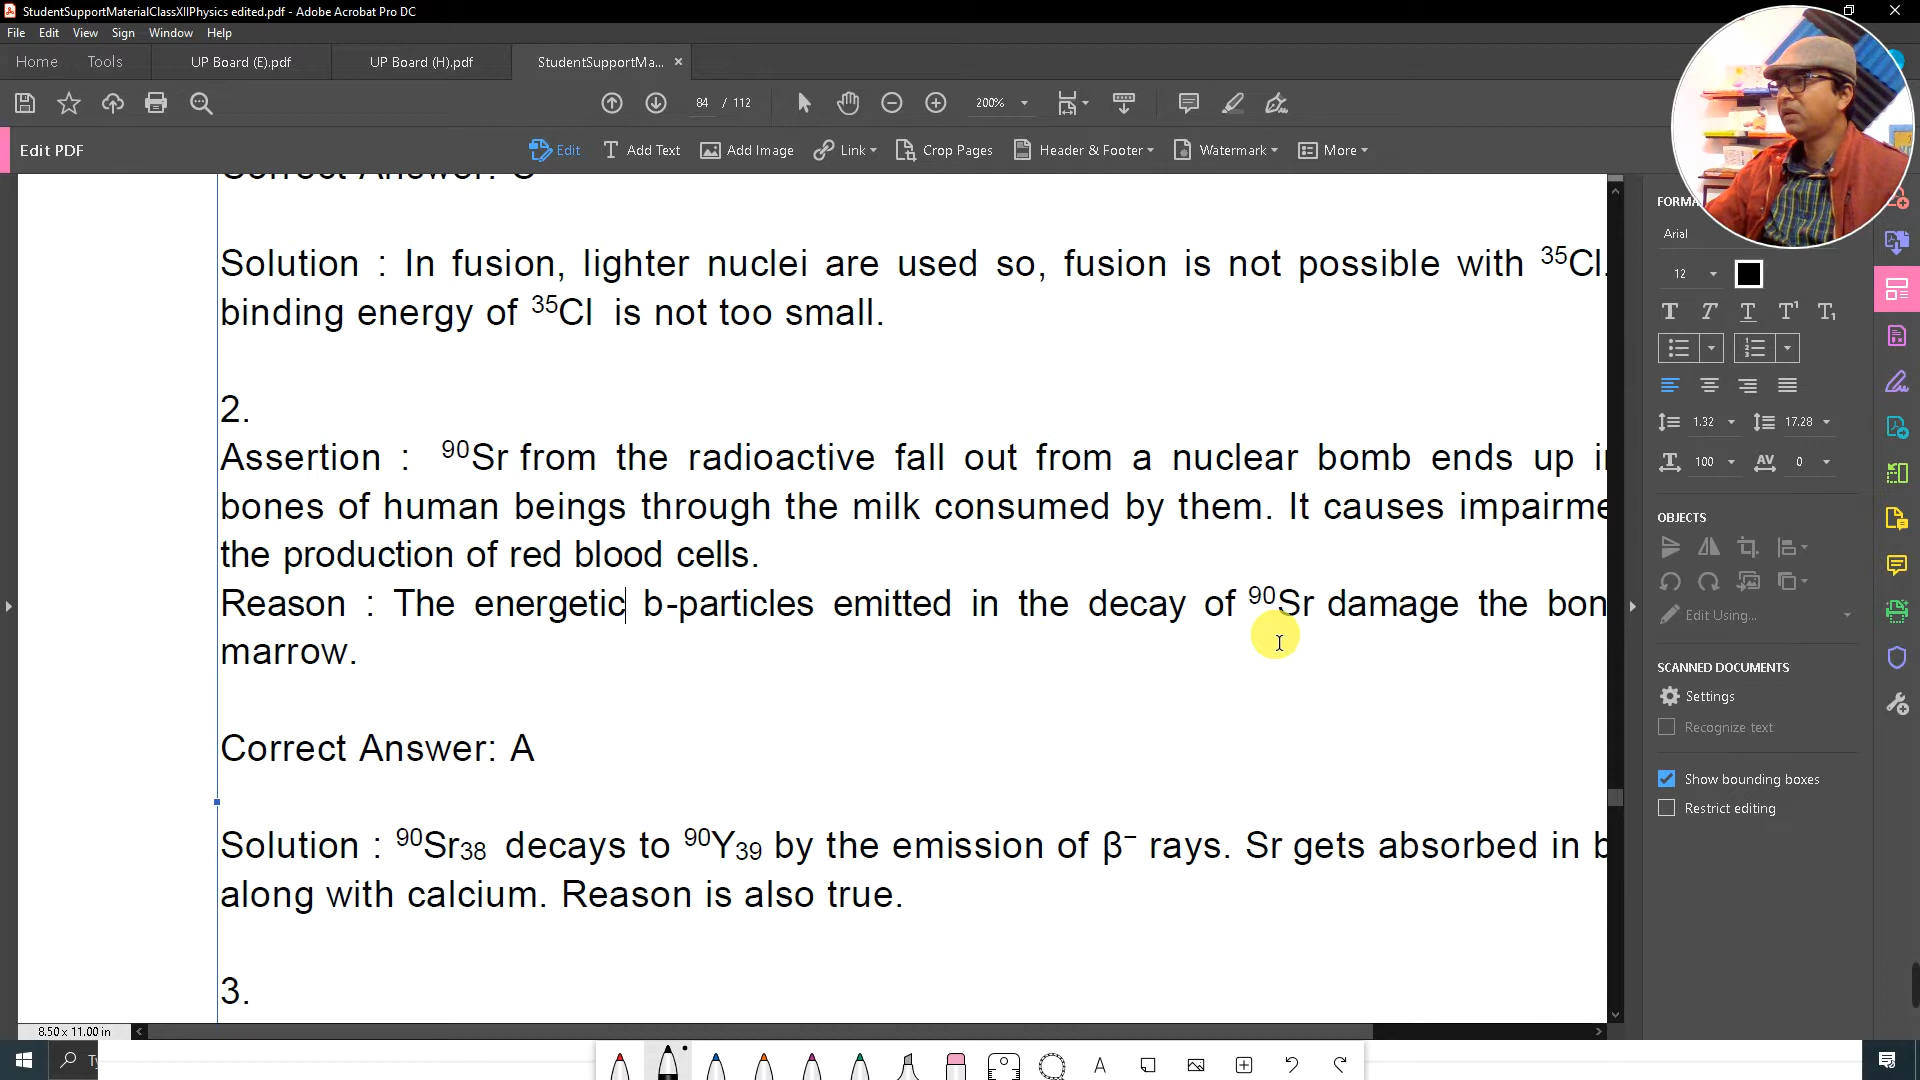 StudentSupportMaterialClassXIIPhysics edited.pdf - Adobe Acrobat Pro DC
File Edit View Sign Window Help
Home Tools UP Board (E).pdf UP Board (H).pdf StudentSupportMa... ×
84 / 112 200%
Edit PDF Edit Add Text Add Image Link Crop Pages Header & Footer Watermark More
Solution : In fusion, lighter nuclei are used so, fusion is not possible with ³⁵Cl.
binding energy of ³⁵Cl is not too small.
2.
Assertion : ⁹⁰Sr from the radioactive fall out from a nuclear bomb ends up
bones of human beings through the milk consumed by them. It causes impairme
the production of red blood cells.
Reason : The energetic b-particles emitted in the decay of ⁹⁰Sr damage the bon
marrow.
Correct Answer: A
Solution : ⁹⁰Sr₃₈ decays to ⁹⁰Y₃₉ by the emission of β⁻ rays. Sr gets absorbed in b
along with calcium. Reason is also true.
3.
8.50 x 11.00 in
FORMA
Arial
12
1.32 17.28
100 AV 0
OBJECTS
Edit Using...
SCANNED DOCUMENTS
Settings
Recognize text
Show bounding boxes
Restrict editing